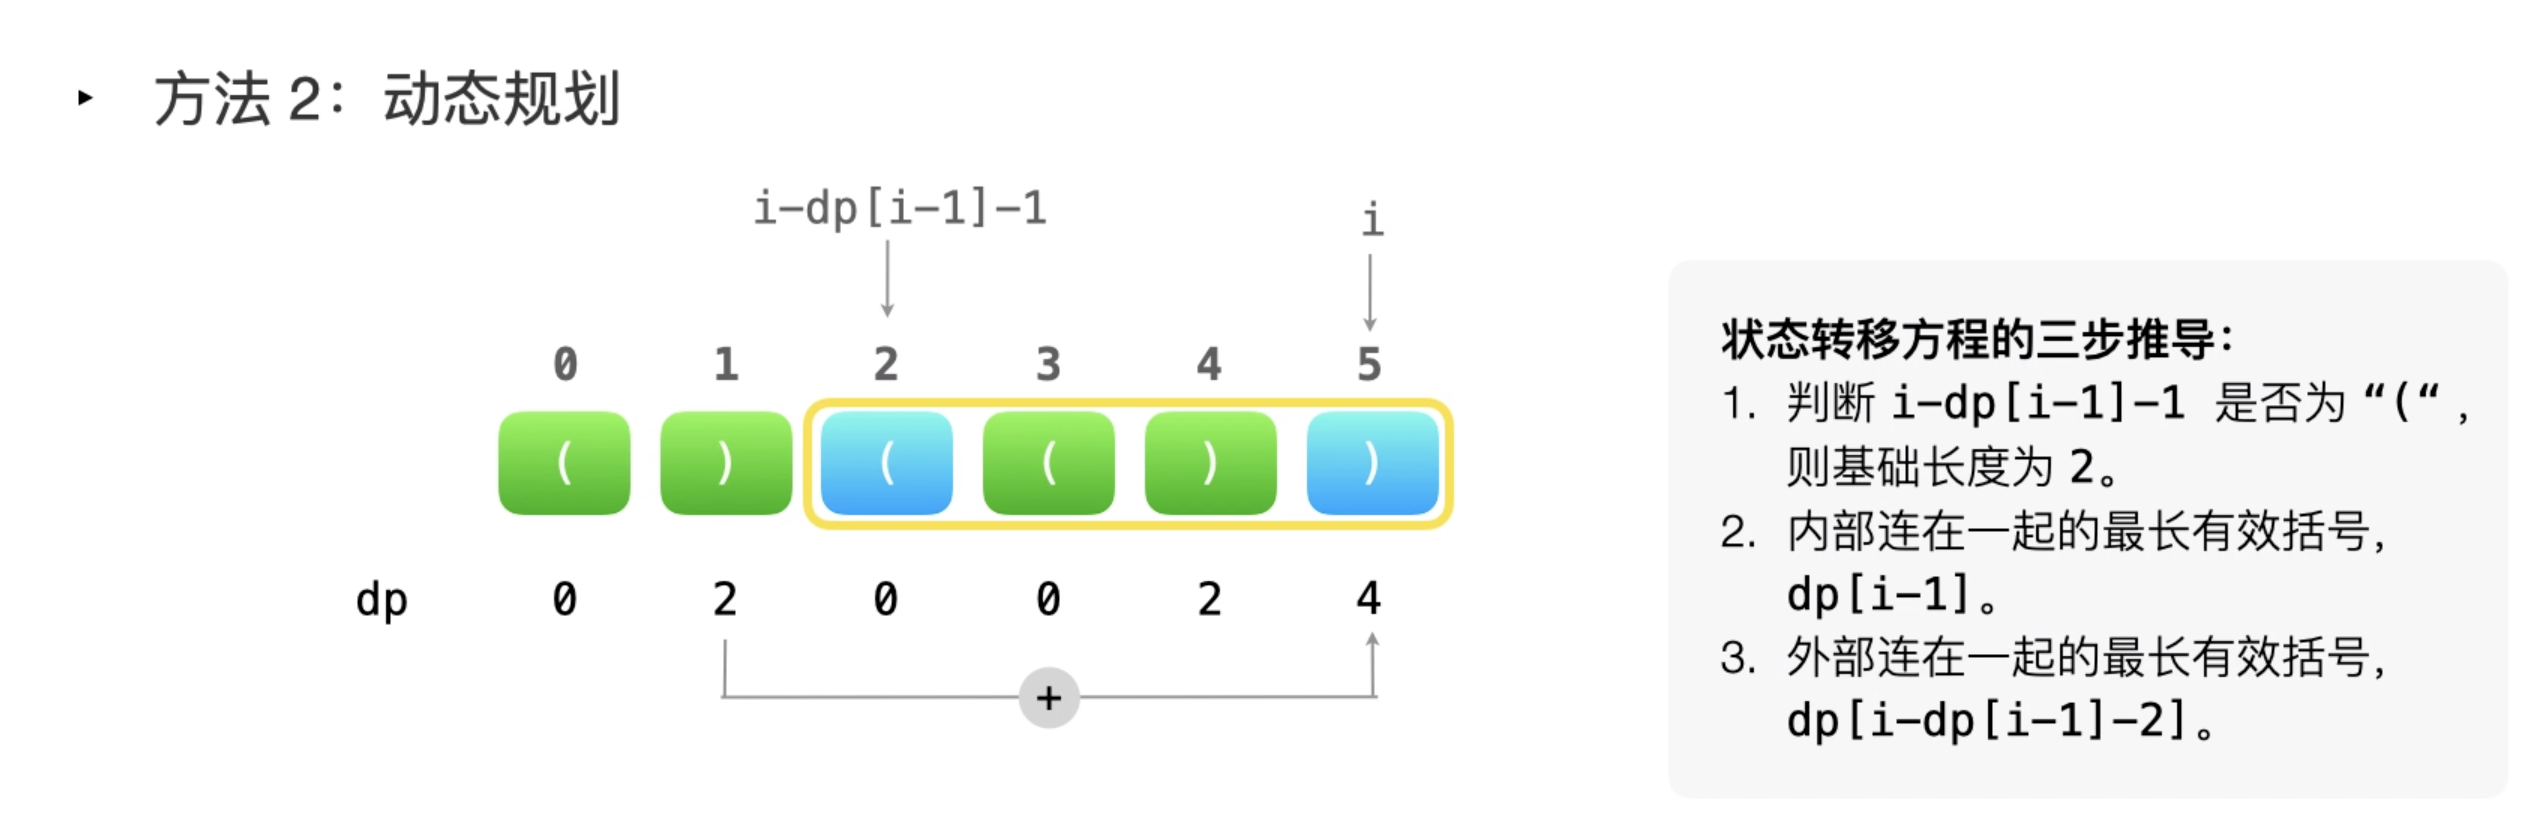 ‣ 方法 2：动态规划
i-dp[i-1]-1 i
0 1 2 3 4 5
( ) ( ( ) )
dp 0 2 0 0 2 4
+
状态转移方程的三步推导：
1. 判断 i-dp[i-1]-1 是否为 “(“ ，
则基础长度为 2。
2. 内部连在一起的最长有效括号，
dp[i-1]。
3. 外部连在一起的最长有效括号，
dp[i-dp[i-1]-2]。